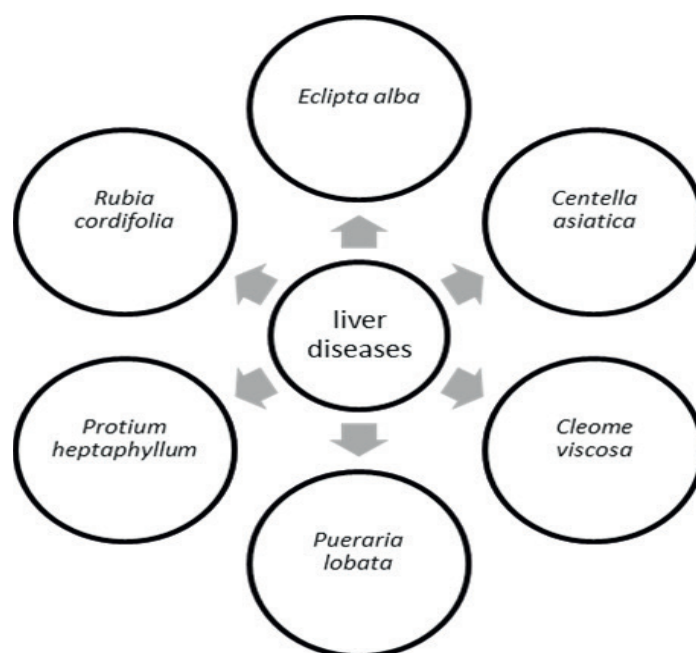 Eclipta alba
Rubia
cordifolia
Centella
asiatica
liver
diseases
Protium
heptaphyllum
Cleome
viscosa
Pueraria
lobata